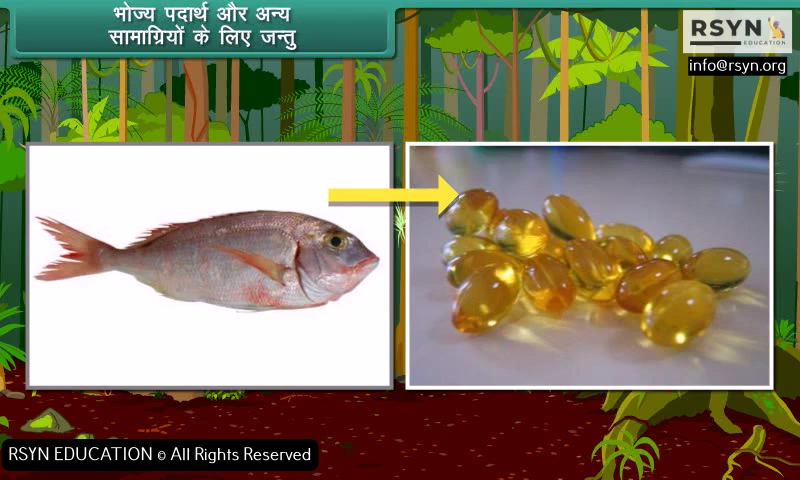 भोज्य पदार्थ और अन्य
सामाग्रियों के लिए जन्तु
RSYN
EDUCATION
info@rsyn.org
RSYN EDUCATION © All Rights Reserved